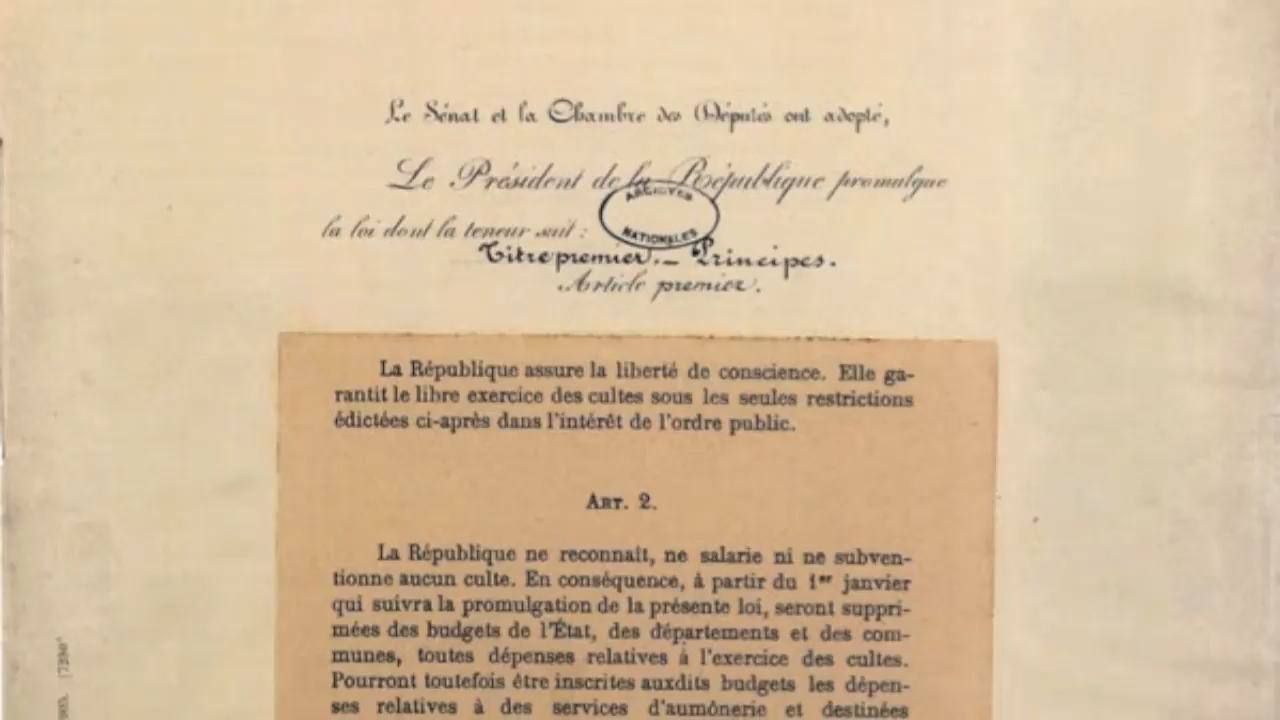 Le Sénat et la Chambre des Députés ont adopté,
Le Président de la République promulgue
ARCHIVES
NATIONALES
la loi dont la teneur suit :
Titre premier. — Principes.
Article premier.
La République assure la liberté de conscience. Elle ga-
rantit le libre exercice des cultes sous les seules restrictions
édictées ci-après dans l'intérêt de l'ordre public.
ART. 2.
La République ne reconnaît, ne salarie ni ne subven-
tionne aucun culte. En conséquence, à partir du 1er janvier
qui suivra la promulgation de la présente loi, seront suppri-
mées des budgets de l'État, des départements et des com-
munes, toutes dépenses relatives à l'exercice des cultes.
Pourront toutefois être inscrites auxdits budgets les dépen-
ses relatives à des services d'aumônerie et destinées